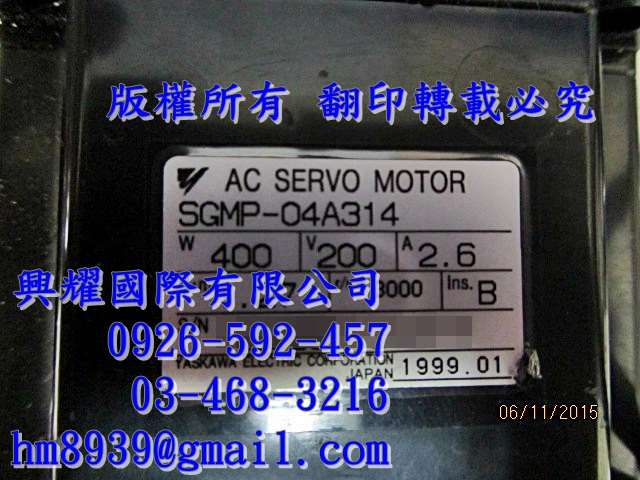 版權所有 翻印轉載必究
AC SERVO MOTOR
SGMP-04A314
W 400 V 200 A 2.6
3000 Ins. B
興耀國際有限公司
S/N
0926-592-457
YASKAWA ELECTRIC CORPORATION
JAPAN 1999.01
03-468-3216
06/11/2015
hm8939@gmail.com